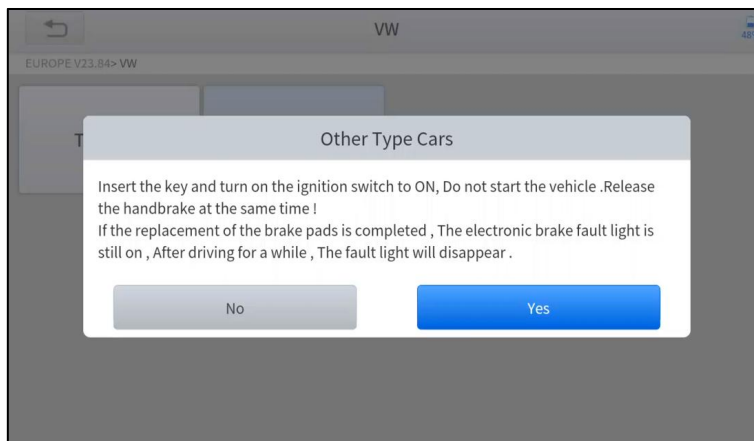 VW
48%
EUROPE V23.84> VW
T
Other Type Cars
Insert the key and turn on the ignition switch to ON, Do not start the vehicle .Release
the handbrake at the same time !
If the replacement of the brake pads is completed , The electronic brake fault light is
still on , After driving for a while , The fault light will disappear .
No
Yes